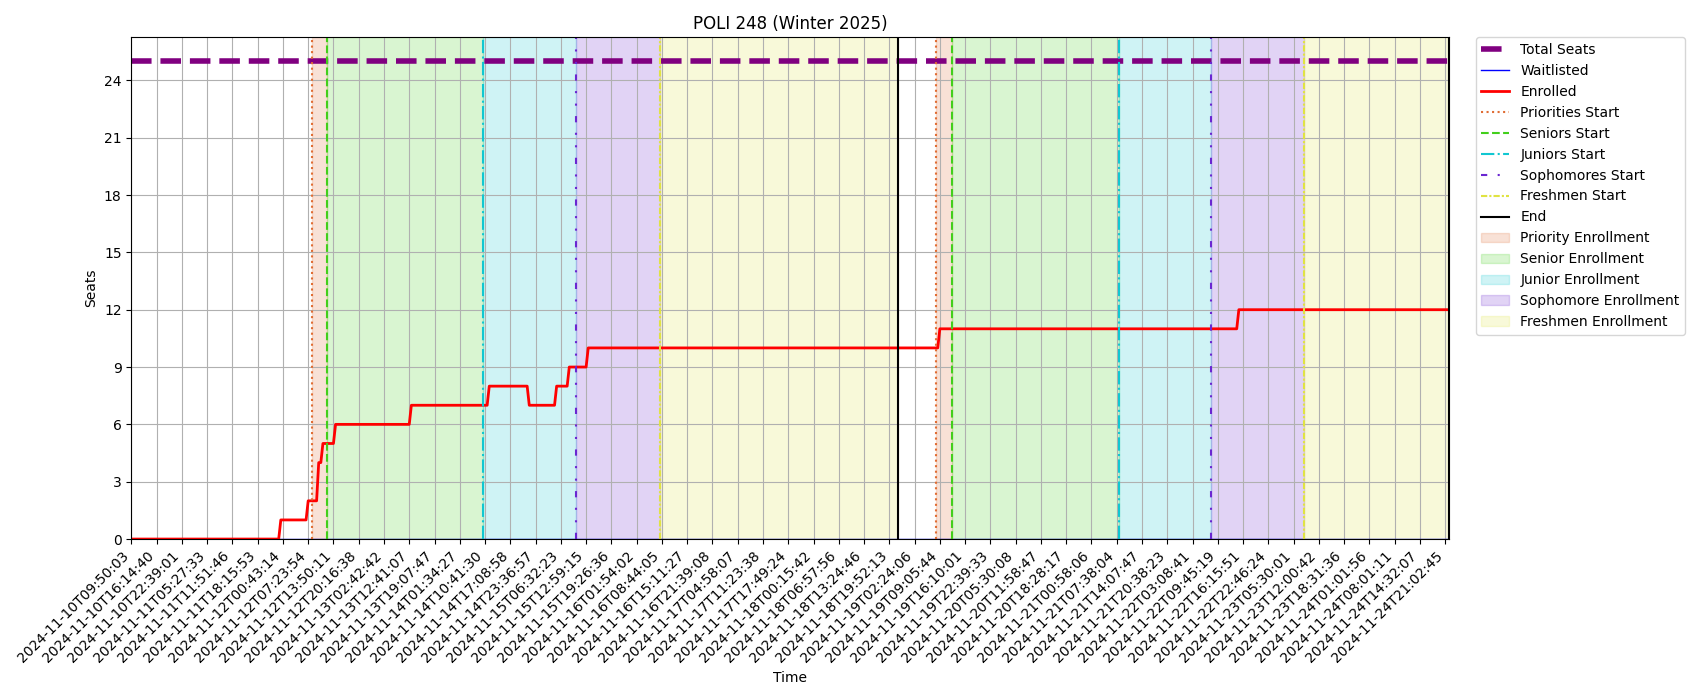 POLI 248 (Winter 2025)
Seats
24
21
18
15
12
9
6
3
0
2024-11-10T09:50:03
2024-11-10T16:14:40
2024-11-10T22:39:01
2024-11-11T05:27:33
2024-11-11T11:51:46
2024-11-11T18:15:53
2024-11-12T00:43:14
2024-11-12T07:23:54
2024-11-12T13:50:11
2024-11-12T20:16:38
2024-11-13T02:42:42
2024-11-13T12:41:07
2024-11-13T19:07:47
2024-11-14T01:34:27
2024-11-14T10:41:30
2024-11-14T17:08:58
2024-11-14T23:36:57
2024-11-15T06:32:23
2024-11-15T12:59:15
2024-11-15T19:26:36
2024-11-16T01:54:02
2024-11-16T08:44:05
2024-11-16T15:11:27
2024-11-16T21:39:08
2024-11-17T04:58:07
2024-11-17T11:23:38
2024-11-17T17:49:24
2024-11-18T00:15:42
2024-11-18T06:57:56
2024-11-18T13:24:46
2024-11-18T19:52:13
2024-11-19T02:24:06
2024-11-19T09:05:44
2024-11-19T16:10:01
2024-11-19T22:39:33
2024-11-20T05:30:08
2024-11-20T11:58:47
2024-11-20T18:28:17
2024-11-21T00:58:06
2024-11-21T07:38:04
2024-11-21T14:07:47
2024-11-21T20:38:23
2024-11-22T03:08:41
2024-11-22T09:45:19
2024-11-22T16:15:51
2024-11-22T22:46:24
2024-11-23T05:30:01
2024-11-23T12:00:42
2024-11-23T18:31:36
2024-11-24T01:01:56
2024-11-24T08:01:11
2024-11-24T14:32:07
2024-11-24T21:02:45
Time
Total Seats
Waitlisted
Enrolled
Priorities Start
Seniors Start
Juniors Start
Sophomores Start
Freshmen Start
End
Priority Enrollment
Senior Enrollment
Junior Enrollment
Sophomore Enrollment
Freshmen Enrollment